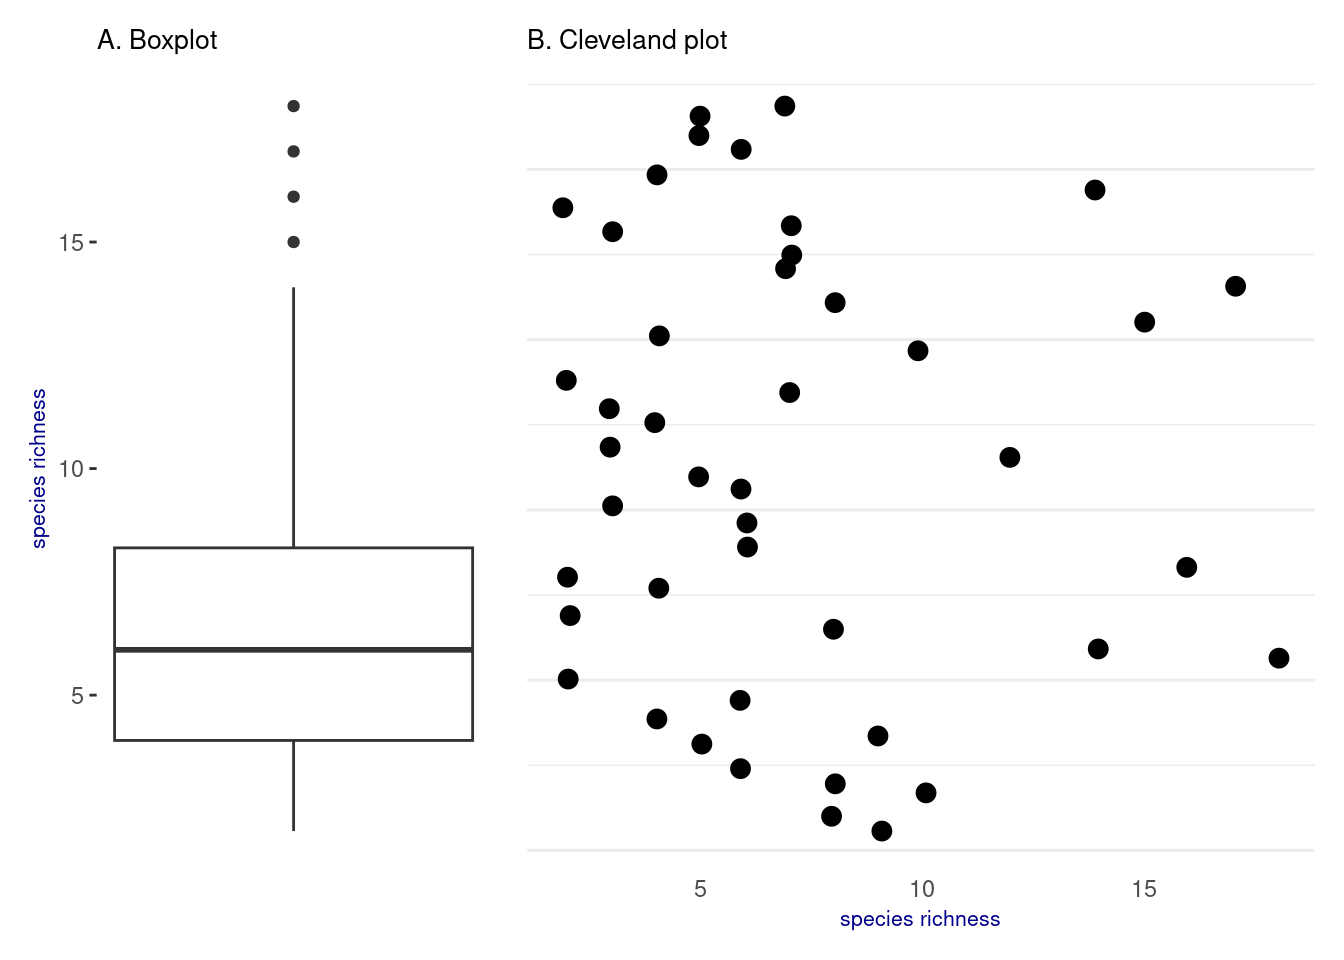 A. Boxplot
B. Cleveland plot
15
10
5
species richness
5 10 15
species richness